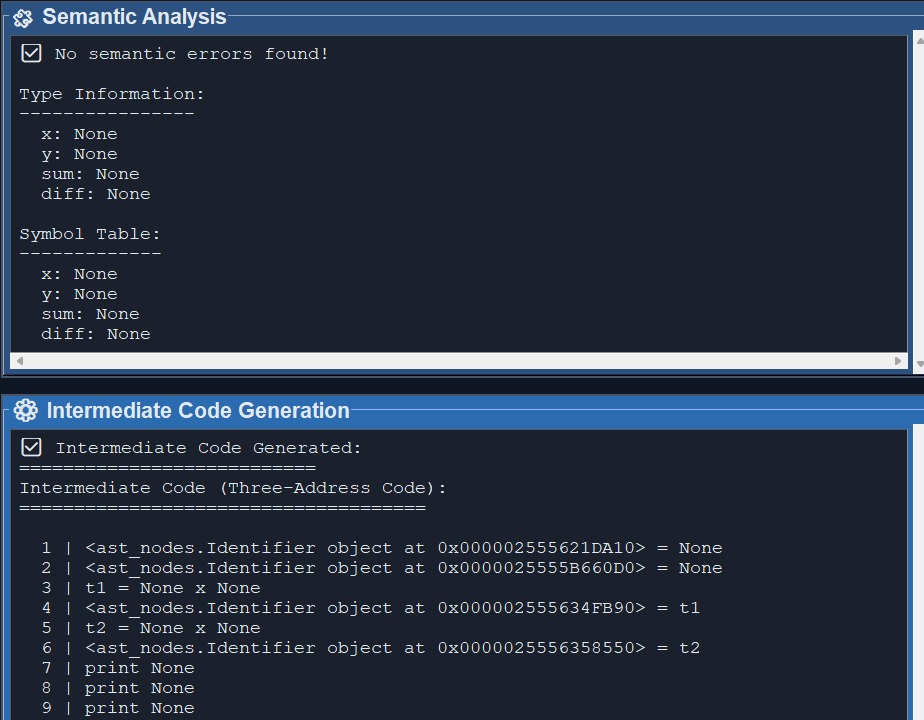 Semantic Analysis
No semantic errors found!
Type Information:
----------------
x: None
y: None
sum: None
diff: None
Symbol Table:
-------------
x: None
y: None
sum: None
diff: None
Intermediate Code Generation
Intermediate Code Generated:
===========================
Intermediate Code (Three-Address Code):
=====================================
1 | <ast_nodes.Identifier object at 0x000002555621DA10> = None
2 | <ast_nodes.Identifier object at 0x0000025555B660D0> = None
3 | t1 = None x None
4 | <ast_nodes.Identifier object at 0x000002555634FB90> = t1
5 | t2 = None x None
6 | <ast_nodes.Identifier object at 0x0000025556358550> = t2
7 | print None
8 | print None
9 | print None